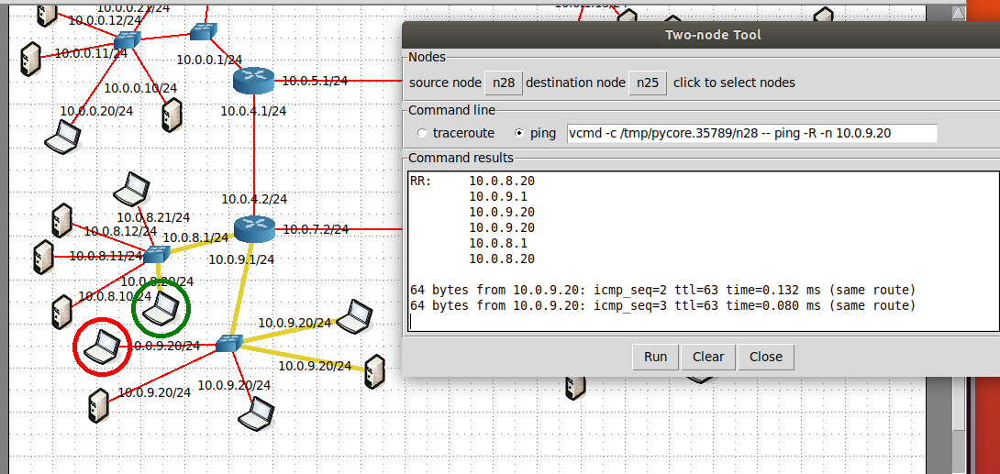 10.0.0.21/24
10.0.0.12/24
10.0.0.11/24
10.0.0.1/24
10.0.0.10/24
10.0.0.20/24
10.0.5.1/24
10.0.4.1/24
10.0.4.2/24
10.0.7.2/24
10.0.8.21/24
10.0.8.12/24
10.0.8.1/24
10.0.8.11/24
10.0.9.1/24
10.0.8.20/24
10.0.8.10/24
10.0.9.20/24
10.0.9.20/24
10.0.9.20/24
10.0.9.20/24
10.0.9.20/24
Two-node Tool
Nodes
source node n28 destination node n25 click to select nodes
Command line
traceroute ping vcmd -c /tmp/pycore.35789/n28 -- ping -R -n 10.0.9.20
Command results
RR: 10.0.8.20
10.0.9.1
10.0.9.20
10.0.9.20
10.0.8.1
10.0.8.20
64 bytes from 10.0.9.20: icmp_seq=2 ttl=63 time=0.132 ms (same route)
64 bytes from 10.0.9.20: icmp_seq=3 ttl=63 time=0.080 ms (same route)
Run Clear Close